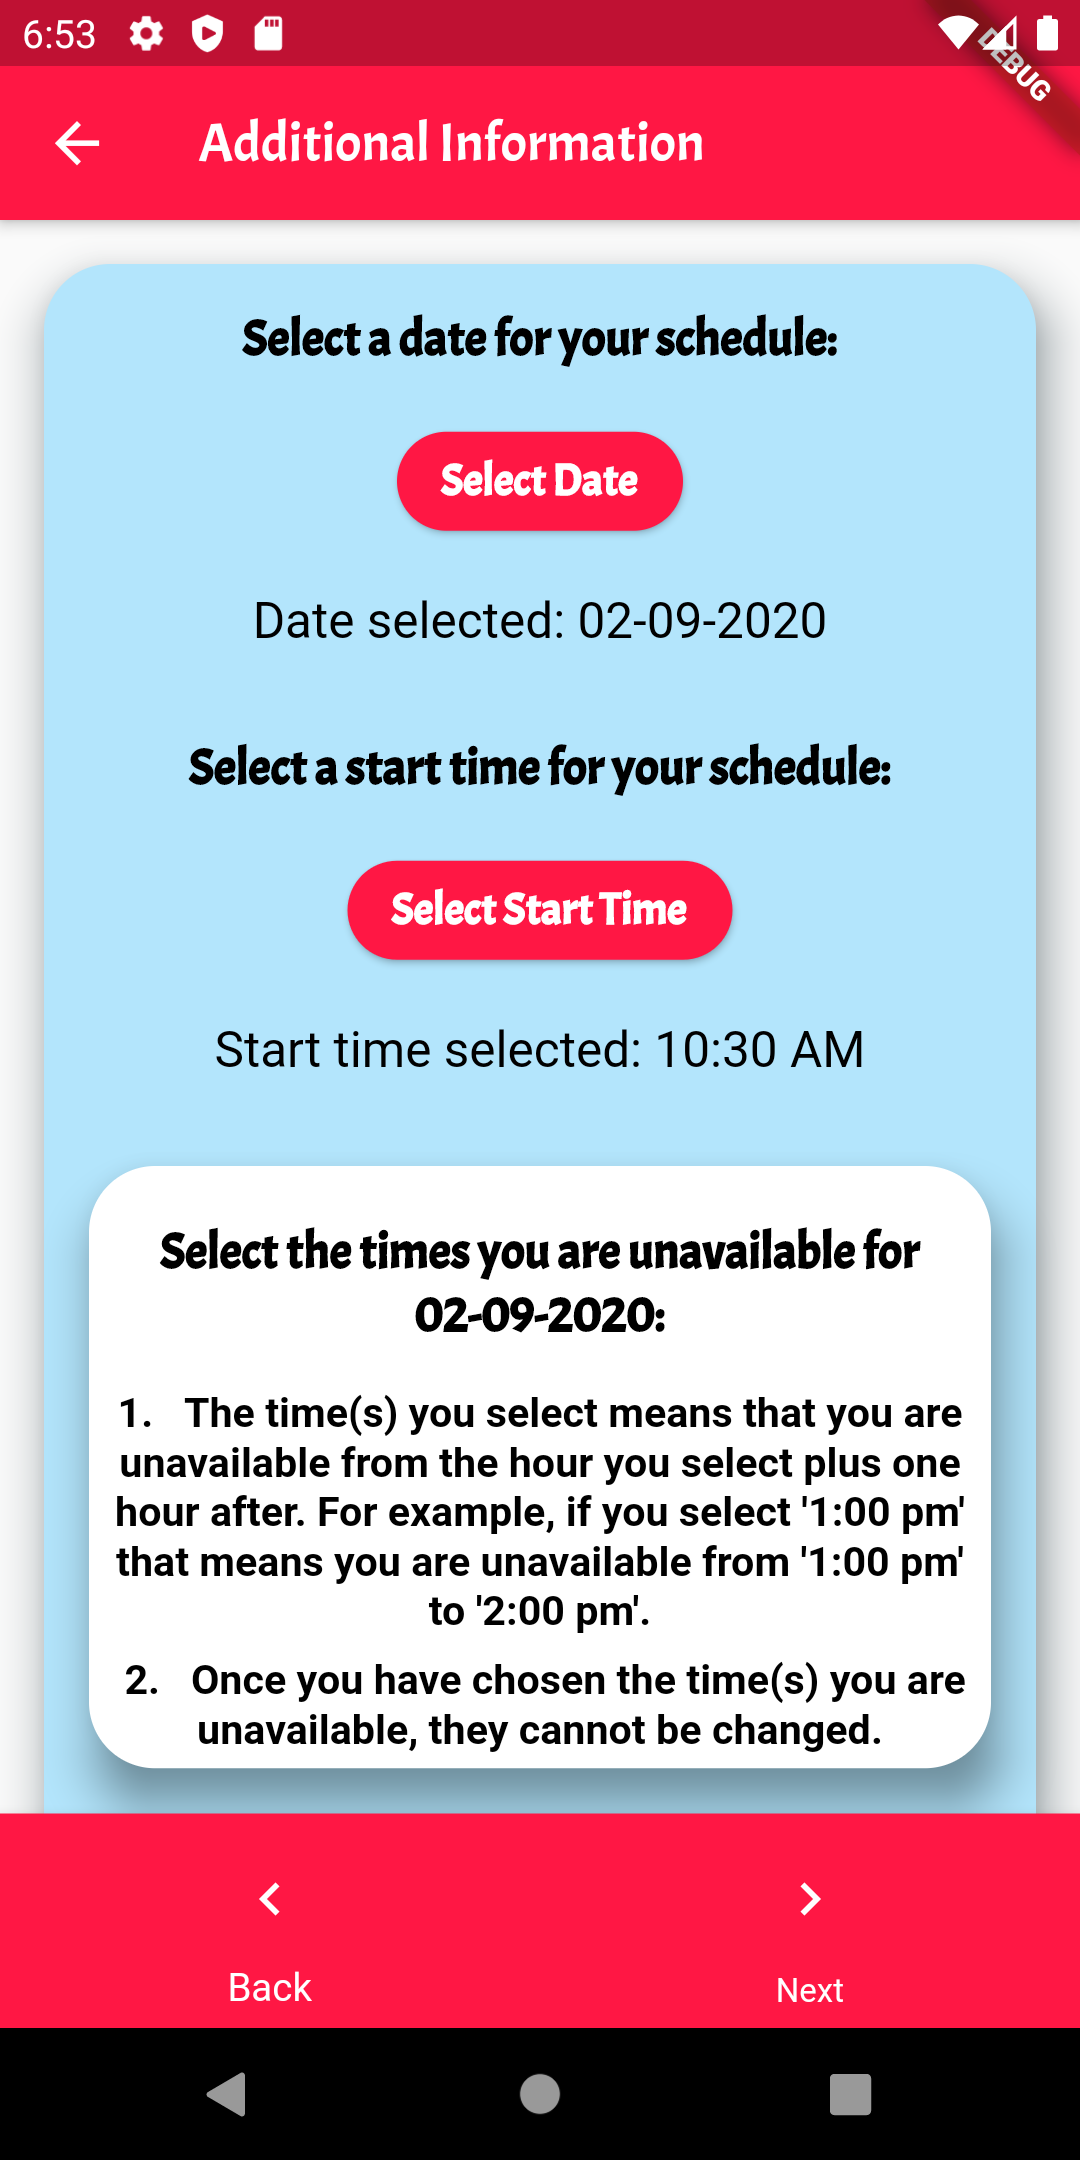 6:53
DEBUG
Additional Information
Select a date for your schedule:
Select Date
Date selected: 02-09-2020
Select a start time for your schedule:
Select Start Time
Start time selected: 10:30 AM
Select the times you are unavailable for
02-09-2020:
1. The time(s) you select means that you are
unavailable from the hour you select plus one
hour after. For example, if you select '1:00 pm'
that means you are unavailable from '1:00 pm'
to '2:00 pm'.
2. Once you have chosen the time(s) you are
unavailable, they cannot be changed.
Back
Next